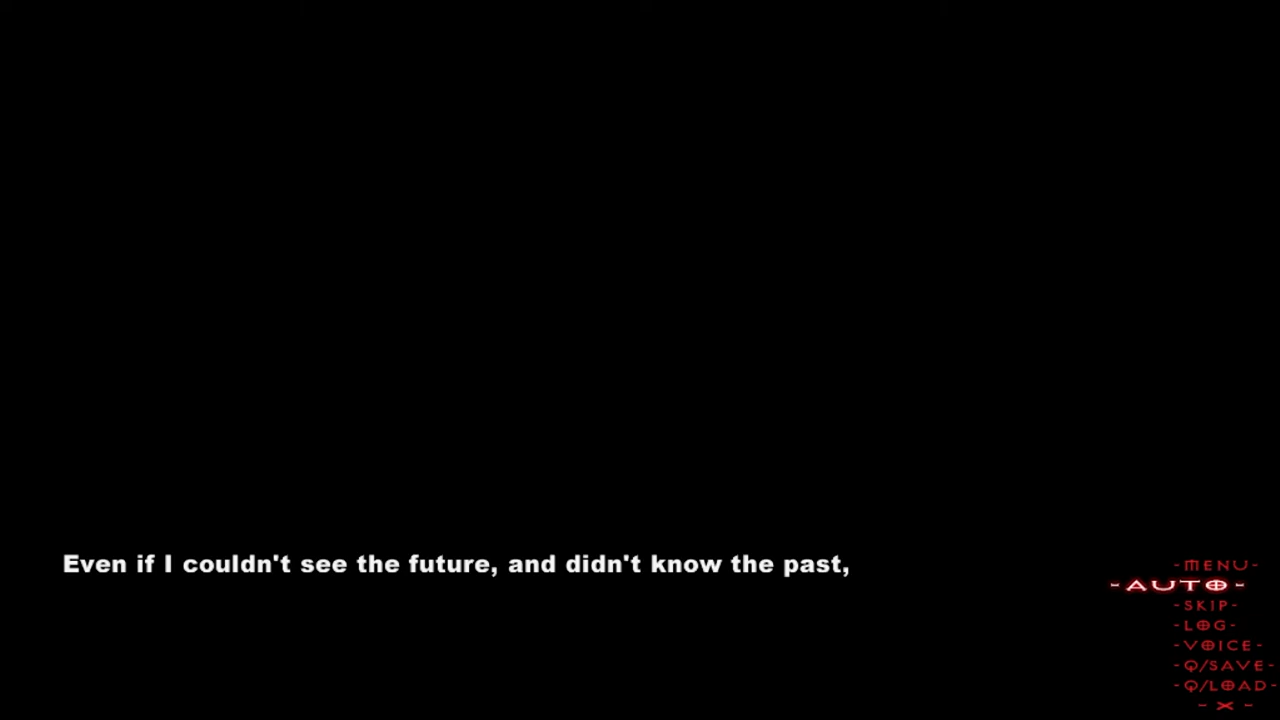 Even if I couldn't see the future, and didn't know the past,
-MENU-
-AUTO-
-SKIP-
-LOG-
-VOICE-
-Q/SAVE-
-Q/LOAD-
-X-